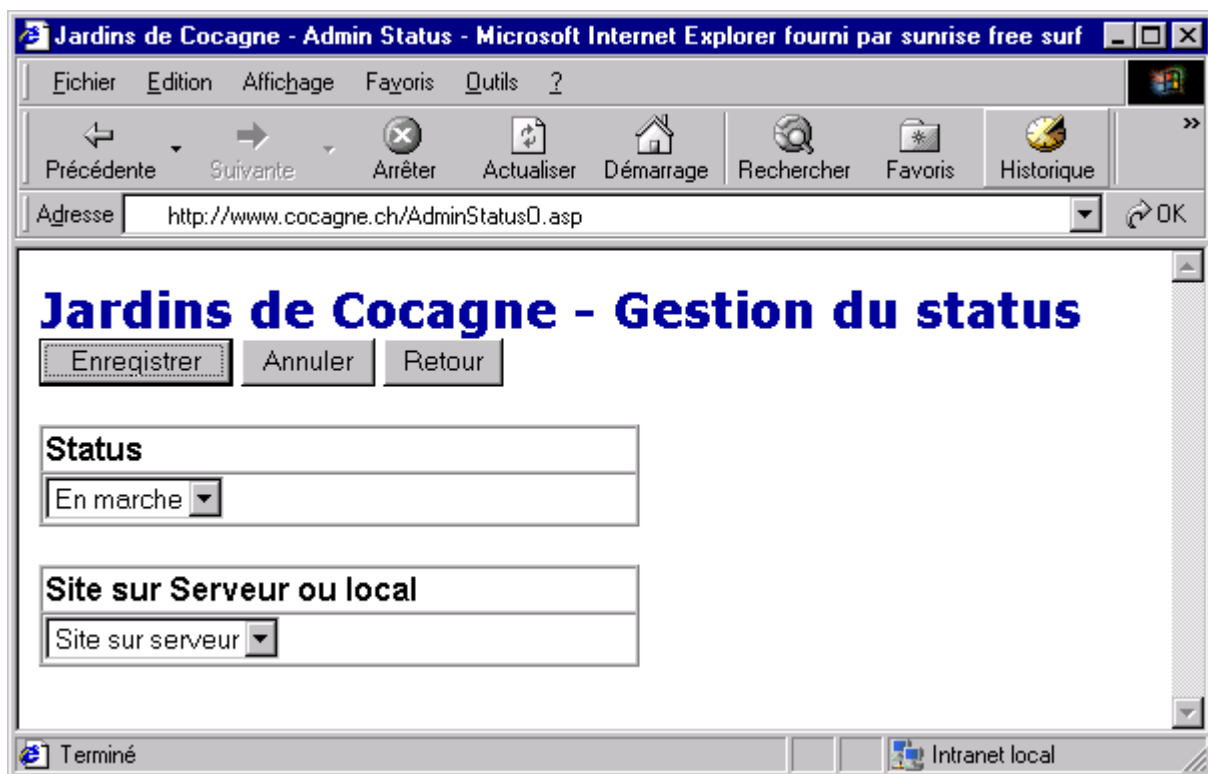 Jardins de Cocagne - Admin Status - Microsoft Internet Explorer fourni par sunrise free surf
Fichier Edition Affichage Favoris Outils ?
Précédente Suivante Arrêter Actualiser Démarrage Rechercher Favoris Historique »
Adresse http://www.cocagne.ch/AdminStatus0.asp OK
Jardins de Cocagne - Gestion du status
Enregistrer Annuler Retour
Status
En marche
Site sur Serveur ou local
Site sur serveur
Terminé Intranet local